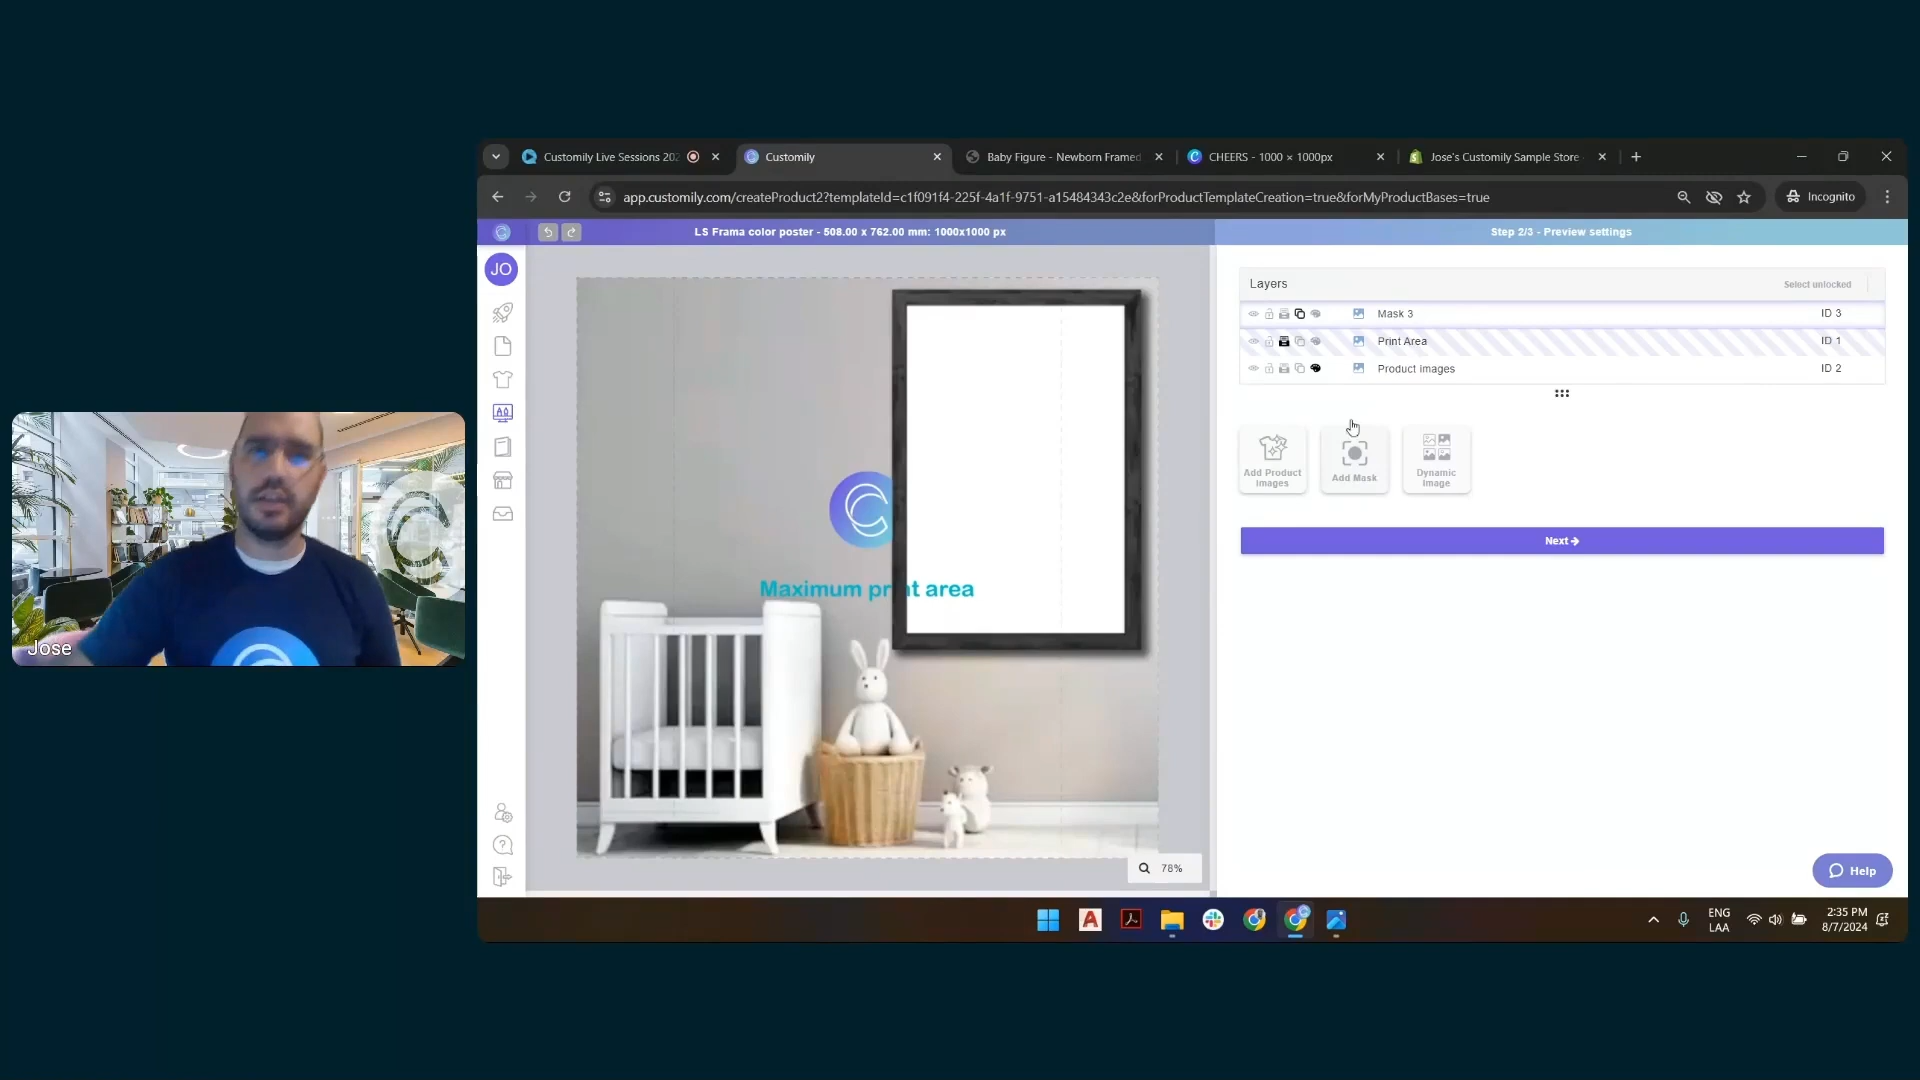 Customily Live Sessions 202
Customily
Baby Figure - Newborn Framed
CHEERS - 1000 × 1000px
Jose's Customily Sample Store
app.customily.com/createProduct2?templateId=c1f091f4-225f-4a1f-9751-a15484343c2e&forProductTemplateCreation=true&forMyProductBases=true
Incognito
LS Frama color poster - 508.00 x 762.00 mm: 1000x1000 px
Step 2/3 - Preview settings
JO
Layers
Select unlocked
Mask 3
ID 3
Print Area
ID 1
Product images
ID 2
Add Product Images
Add Mask
Dynamic Image
Next
Maximum pr nt area
78%
Help
Jose
ENG
LAA
2:35 PM
8/7/2024